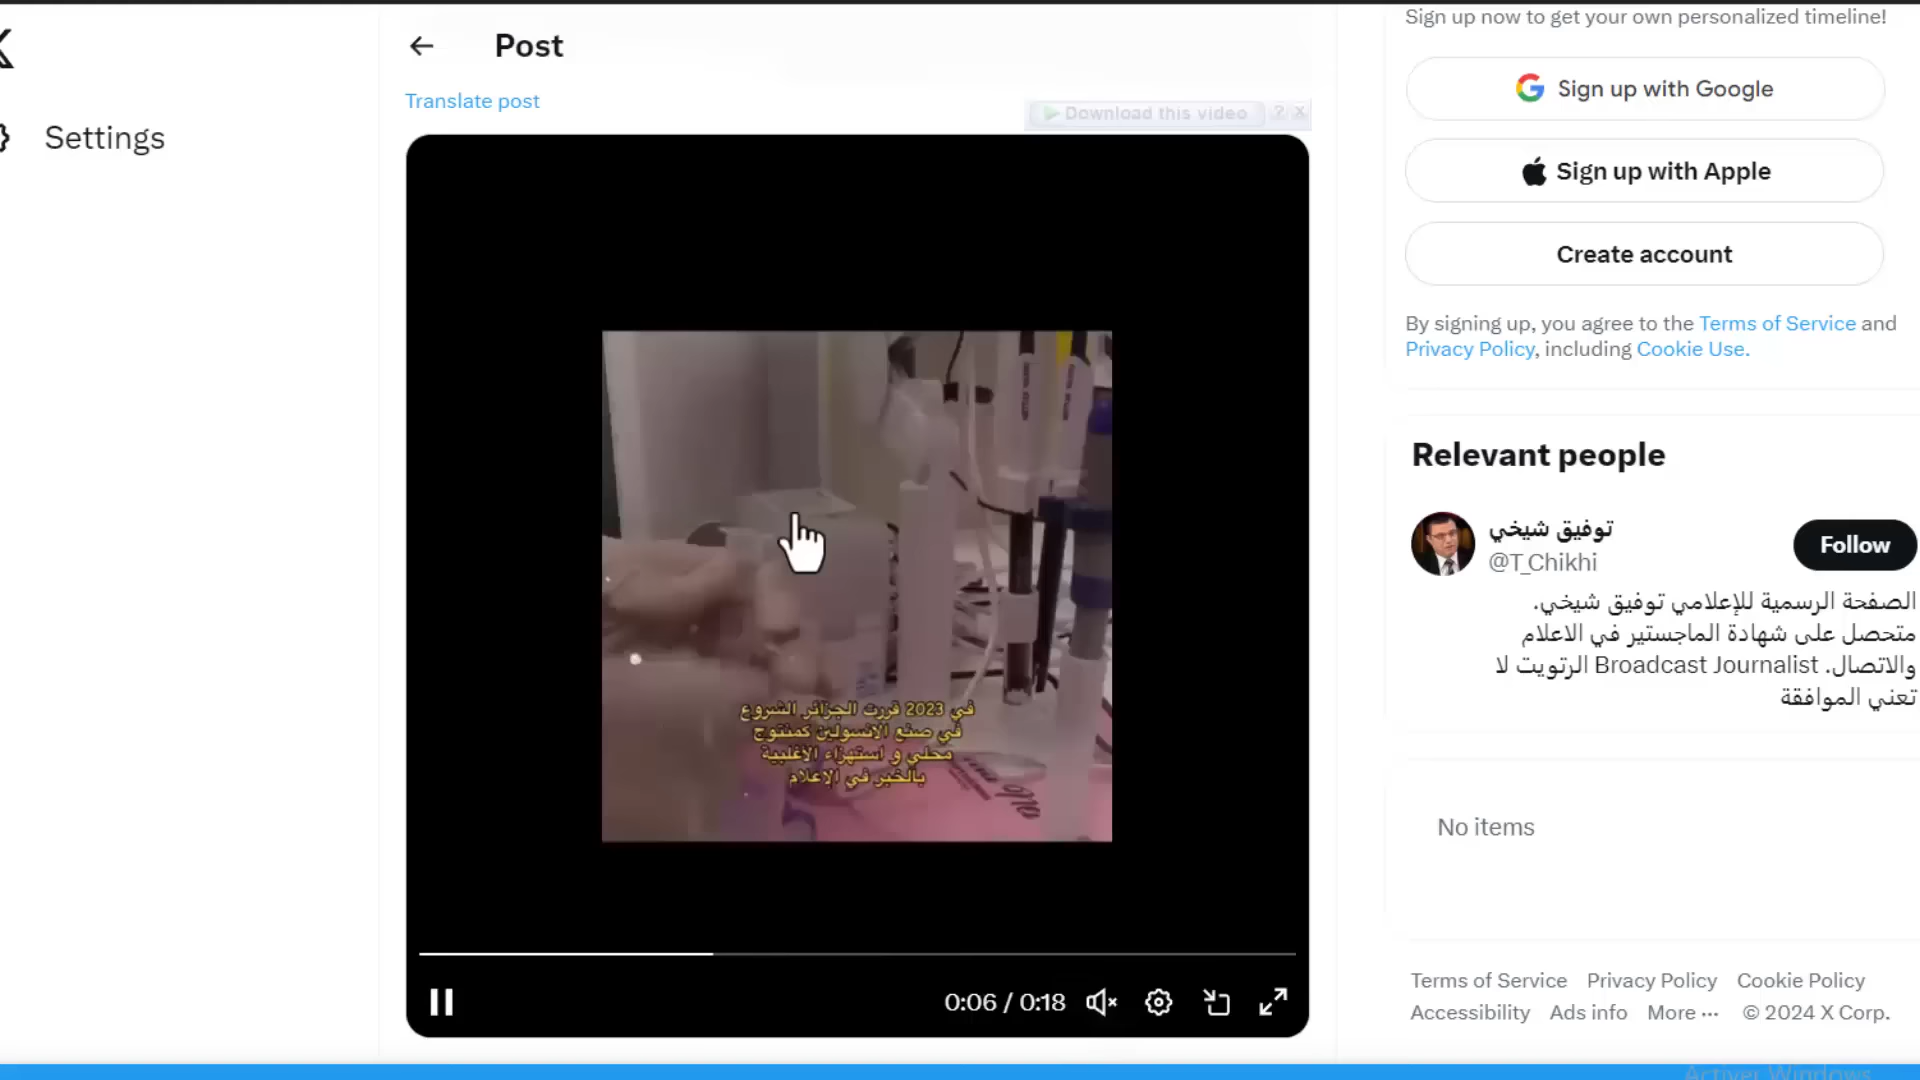 Post
Translate post
Download this video
Settings
في 2023 قررت الجزائر الشروع
في صنع الانسولين كمنتوج
محلي و استهزاء الأغلبية
بالخبر في الإعلام
0:06 / 0:18
Sign up now to get your own personalized timeline!
Sign up with Google
Sign up with Apple
Create account
By signing up, you agree to the Terms of Service and
Privacy Policy, including Cookie Use.
Relevant people
توفيق شيخي
@T_Chikhi
Follow
الصفحة الرسمية للإعلامي توفيق شيخي.
متحصل على شهادة الماجستير في الاعلام
والاتصال. Broadcast Journalist الرتويت لا
تعني الموافقة
No items
Terms of Service Privacy Policy Cookie Policy
Accessibility Ads info More ··· © 2024 X Corp.
Activer Windows